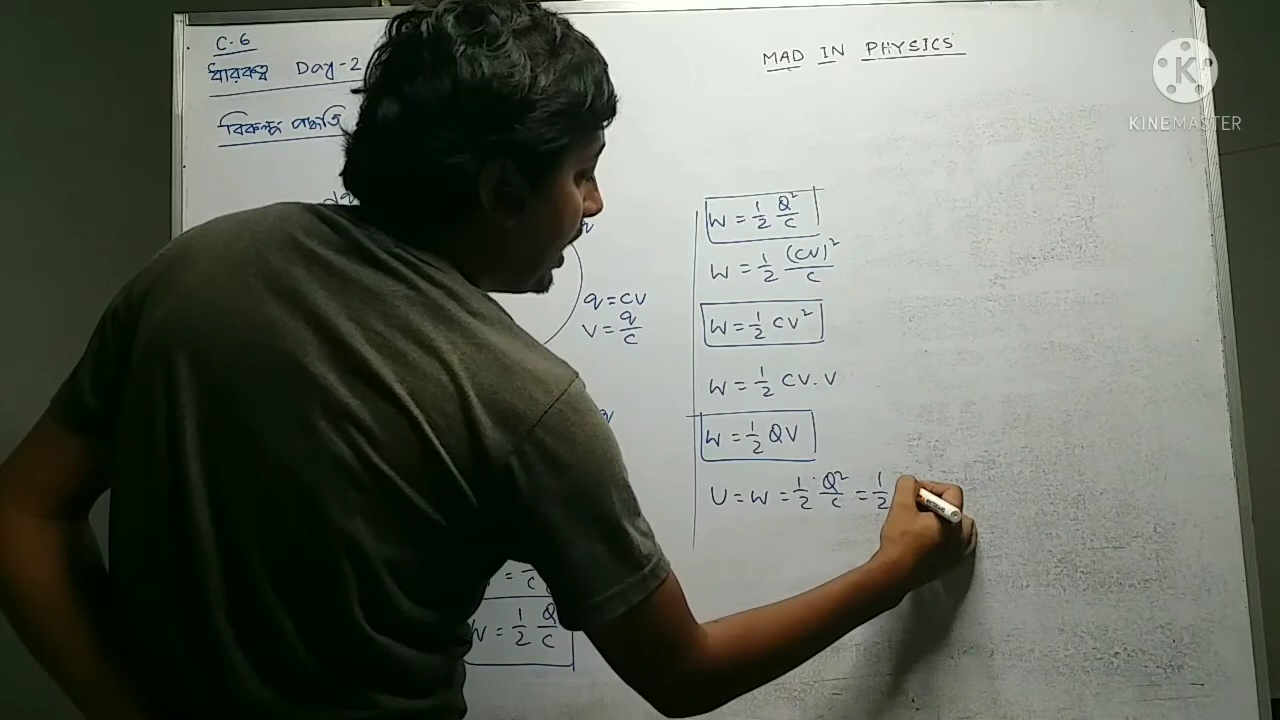 C.6
ধারকত্ব Day-2
বিকল্প পদ্ধতি
MAD IN PHYSICS
KINEMASTER
q = CV
V = q/C
W = 1/2 Q/C
W = 1/2 Q²/C
W = 1/2 (CV)²/C
W = 1/2 CV²
W = 1/2 CV.V
W = 1/2 QV
U = W = 1/2 Q²/C = 1/2